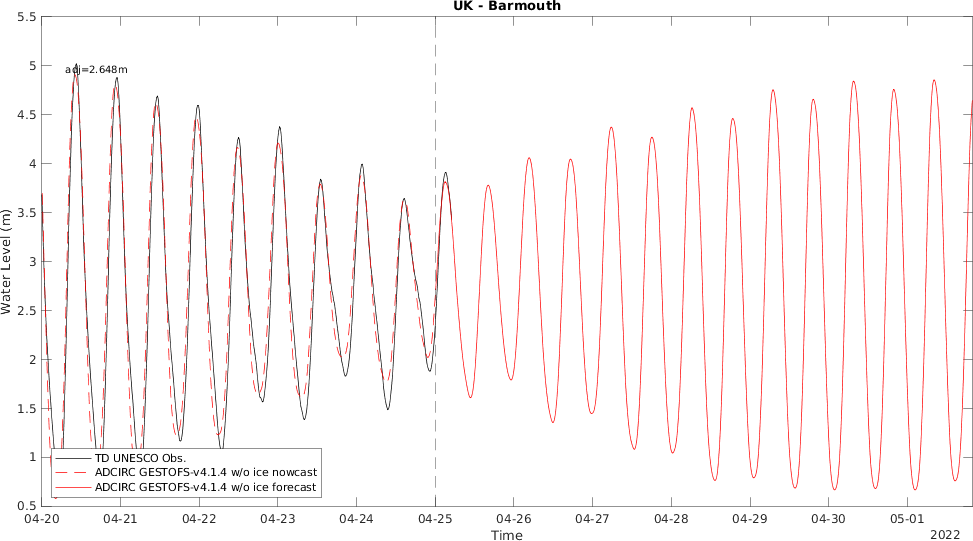 UK - Barmouth
5.5
5
4.5
4
3.5
3
2.5
2
1.5
1
0.5
Water Level (m)
adj=2.648m
TD UNESCO Obs.
ADCIRC GESTOFS-v4.1.4 w/o ice nowcast
ADCIRC GESTOFS-v4.1.4 w/o ice forecast
04-20 04-21 04-22 04-23 04-24 04-25 04-26 04-27 04-28 04-29 04-30 05-01
Time
2022